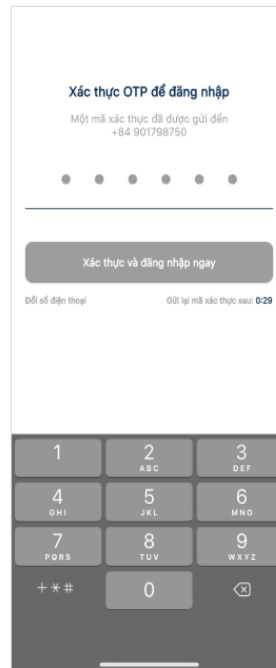 Xác thực OTP để đăng nhập
Một mã xác thực đã được gửi đến
+84 901798750
Xác thực và đăng nhập ngay
Đổi số điện thoại
Gửi lại mã xác thực sau: 0:29
1
2
ABC
3
DEF
4
GHI
5
JKL
6
MNO
7
PQRS
8
TUV
9
WXYZ
+*#
0